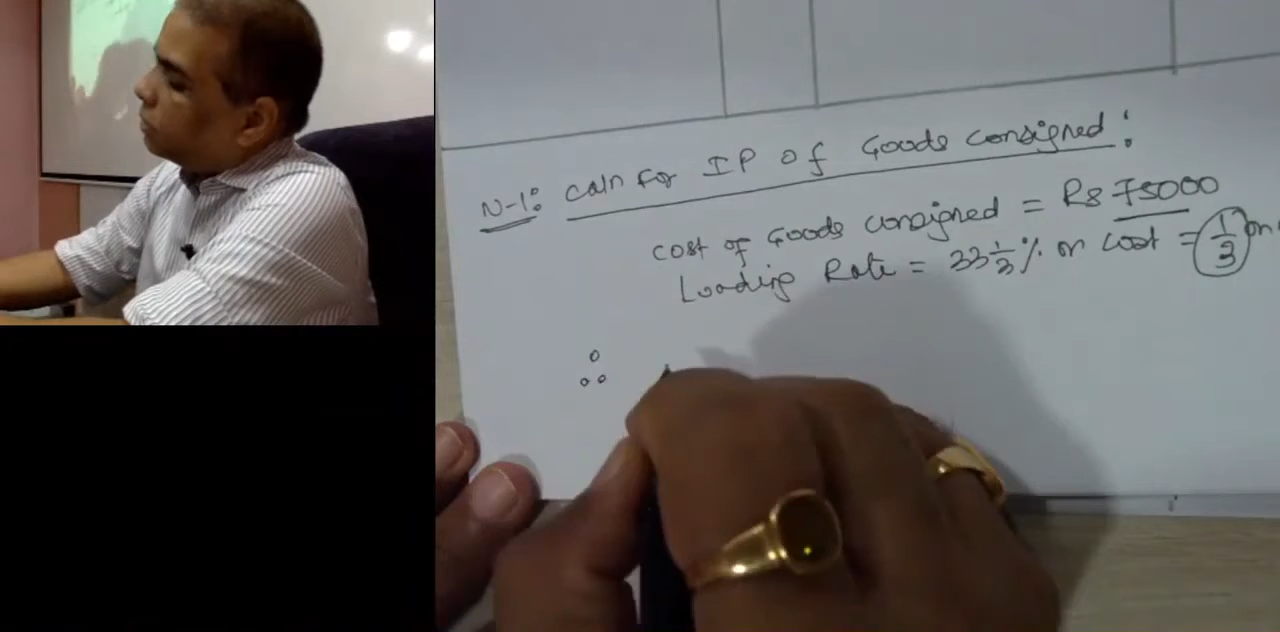 N-1: Caln For IP of Goods Consigned:
Cost of Goods Consigned = Rs 75000
Loading Rate = 33 1/3 % on cost = 1/3 on
∴